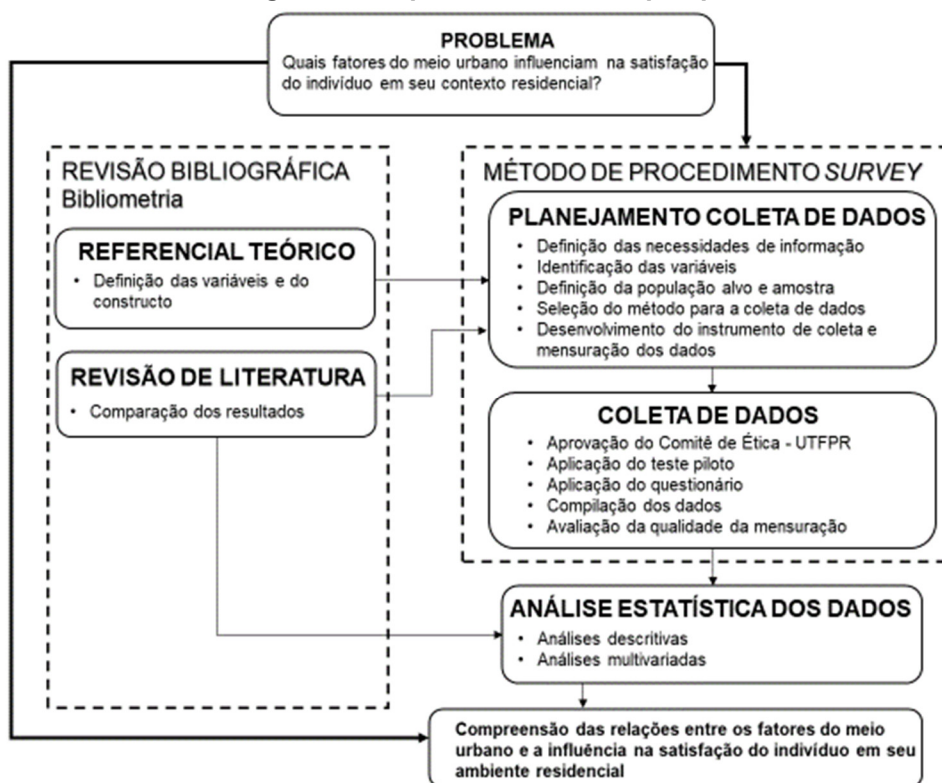 PROBLEMA
Quais fatores do meio urbano influenciam na satisfação
do indivíduo em seu contexto residencial?
REVISÃO BIBLIOGRÁFICA
Bibliometria
REFERENCIAL TEÓRICO
• Definição das variáveis e do
constructo
REVISÃO DE LITERATURA
• Comparação dos resultados
MÉTODO DE PROCEDIMENTO SURVEY
PLANEJAMENTO COLETA DE DADOS
• Definição das necessidades de informação
• Identificação das variáveis
• Definição da população alvo e amostra
• Seleção do método para a coleta de dados
• Desenvolvimento do instrumento de coleta e
mensuração dos dados
COLETA DE DADOS
• Aprovação do Comitê de Ética - UTFPR
• Aplicação do teste piloto
• Aplicação do questionário
• Compilação dos dados
• Avaliação da qualidade da mensuração
ANÁLISE ESTATÍSTICA DOS DADOS
• Análises descritivas
• Análises multivariadas
Compreensão das relações entre os fatores do meio
urbano e a influência na satisfação do indivíduo em seu
ambiente residencial